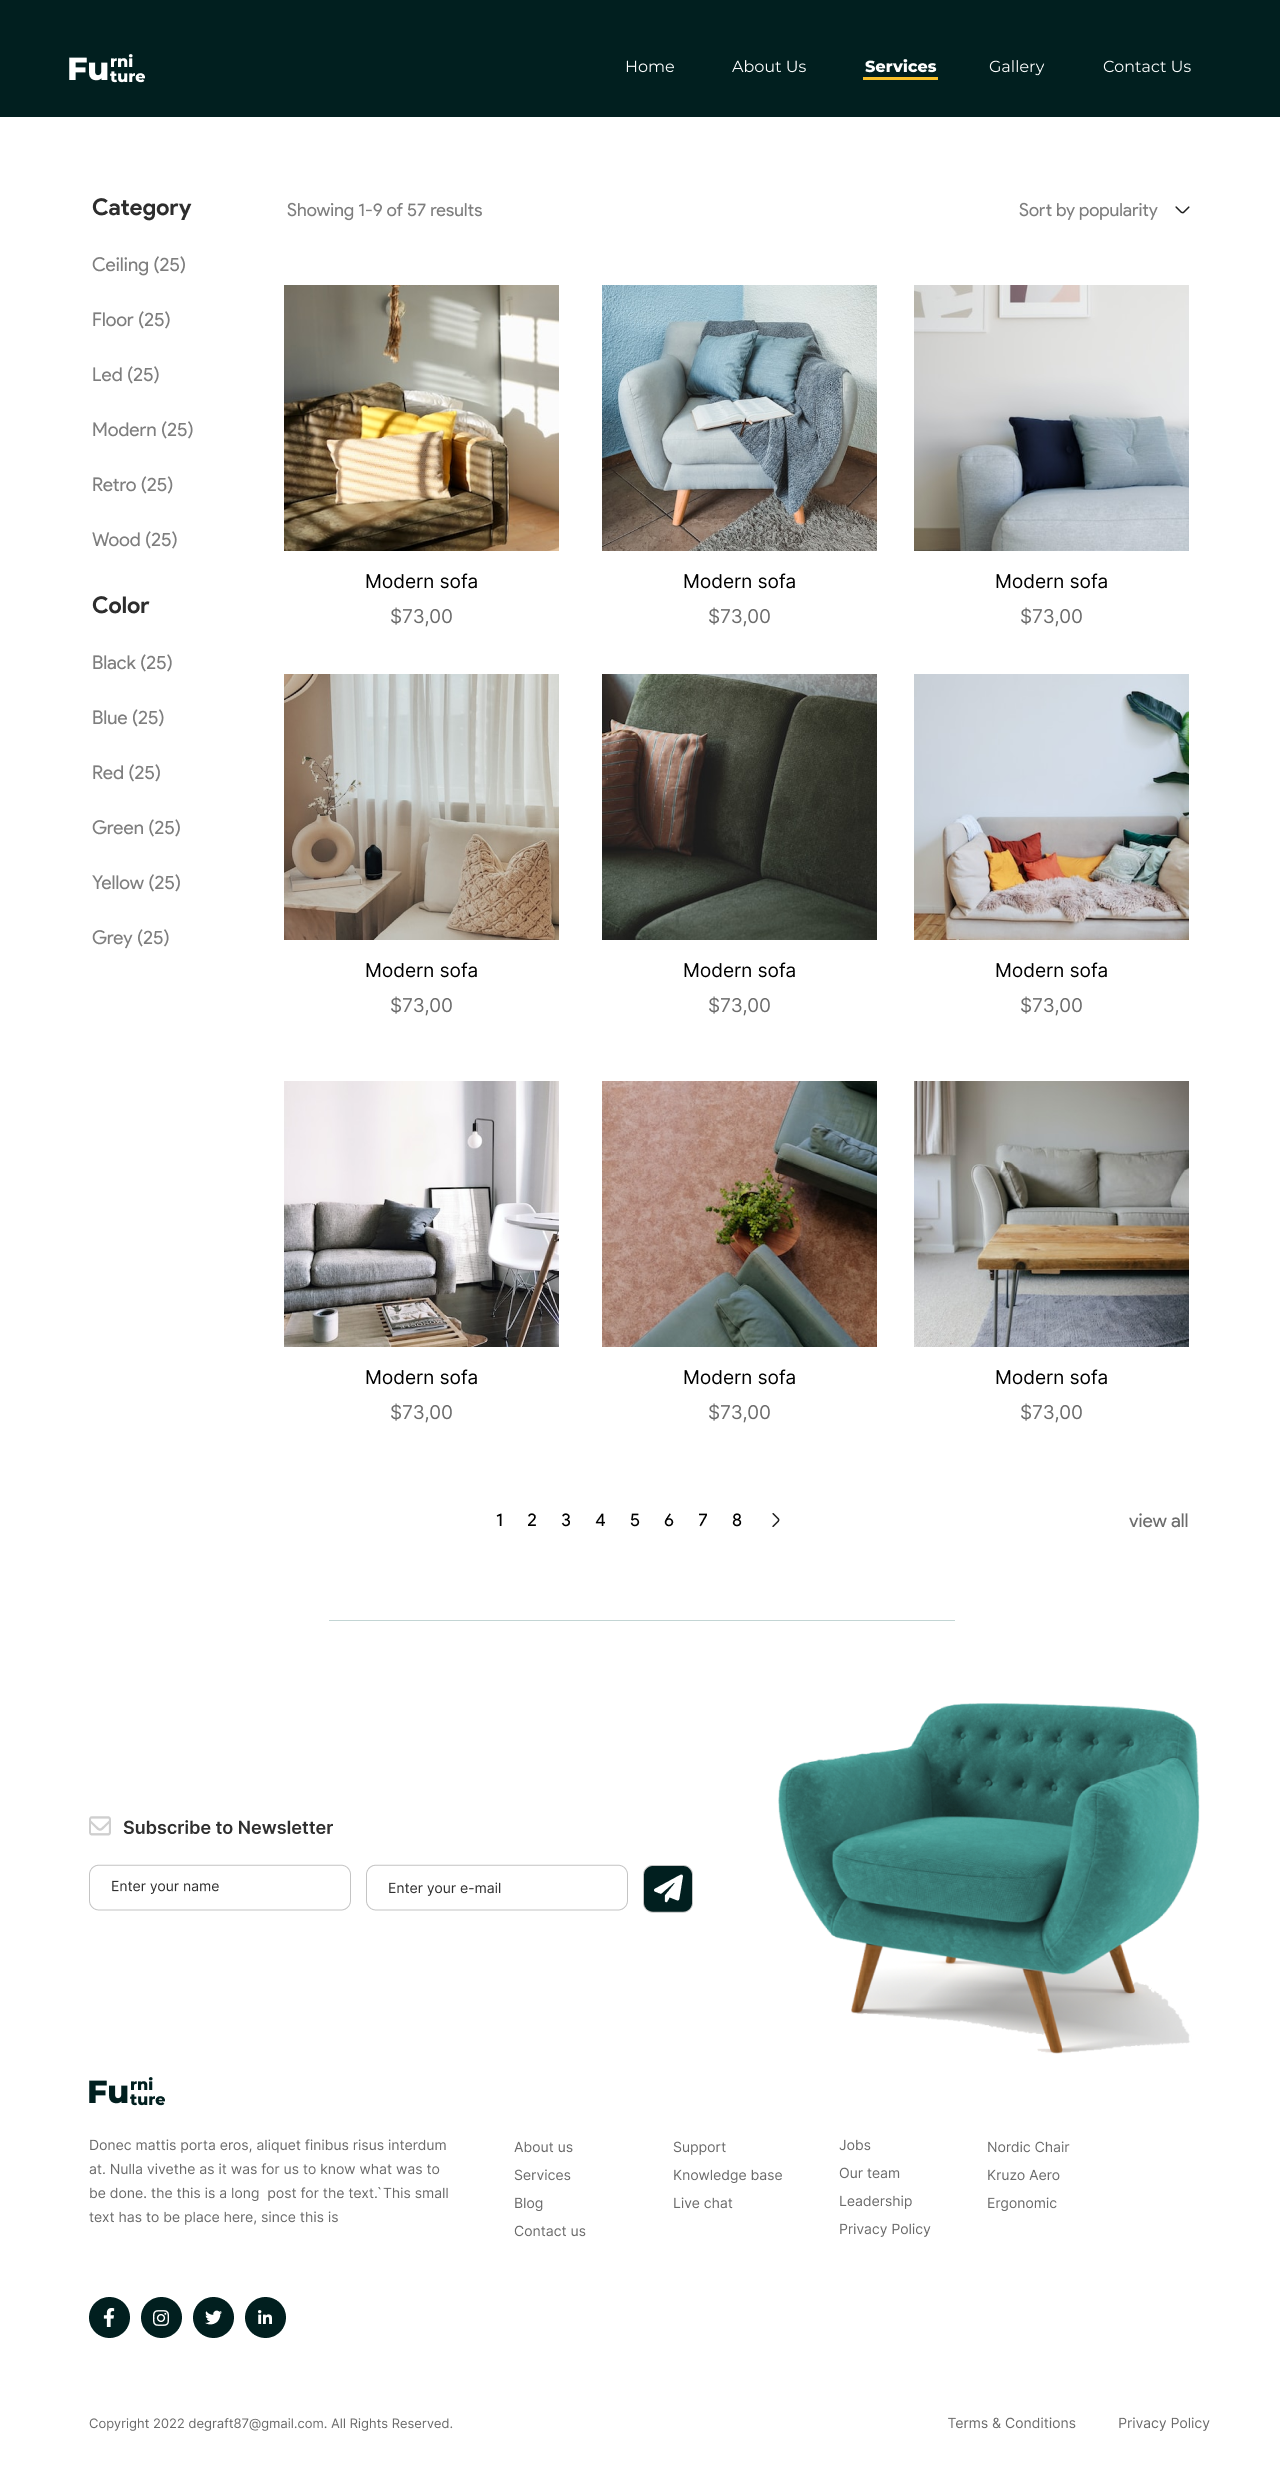 Furniture
Home About Us Services Gallery Contact Us
Category
Ceiling (25)
Floor (25)
Led (25)
Modern (25)
Retro (25)
Wood (25)
Color
Black (25)
Blue (25)
Red (25)
Green (25)
Yellow (25)
Grey (25)
Showing 1-9 of 57 results
Sort by popularity
Modern sofa Modern sofa Modern sofa
$73,00 $73,00 $73,00
Modern sofa Modern sofa Modern sofa
$73,00 $73,00 $73,00
Modern sofa Modern sofa Modern sofa
$73,00 $73,00 $73,00
1 2 3 4 5 6 7 8
view all
Subscribe to Newsletter
Enter your name
Enter your e-mail
Furniture
Donec mattis porta eros, aliquet finibus risus interdum
at. Nulla vivethe as it was for us to know what was to
be done. the this is a long  post for the text.`This small
text has to be place here, since this is
About us
Services
Blog
Contact us
Support
Knowledge base
Live chat
Jobs
Our team
Leadership
Privacy Policy
Nordic Chair
Kruzo Aero
Ergonomic
Copyright 2022 degraft87@gmail.com. All Rights Reserved.
Terms & Conditions
Privacy Policy